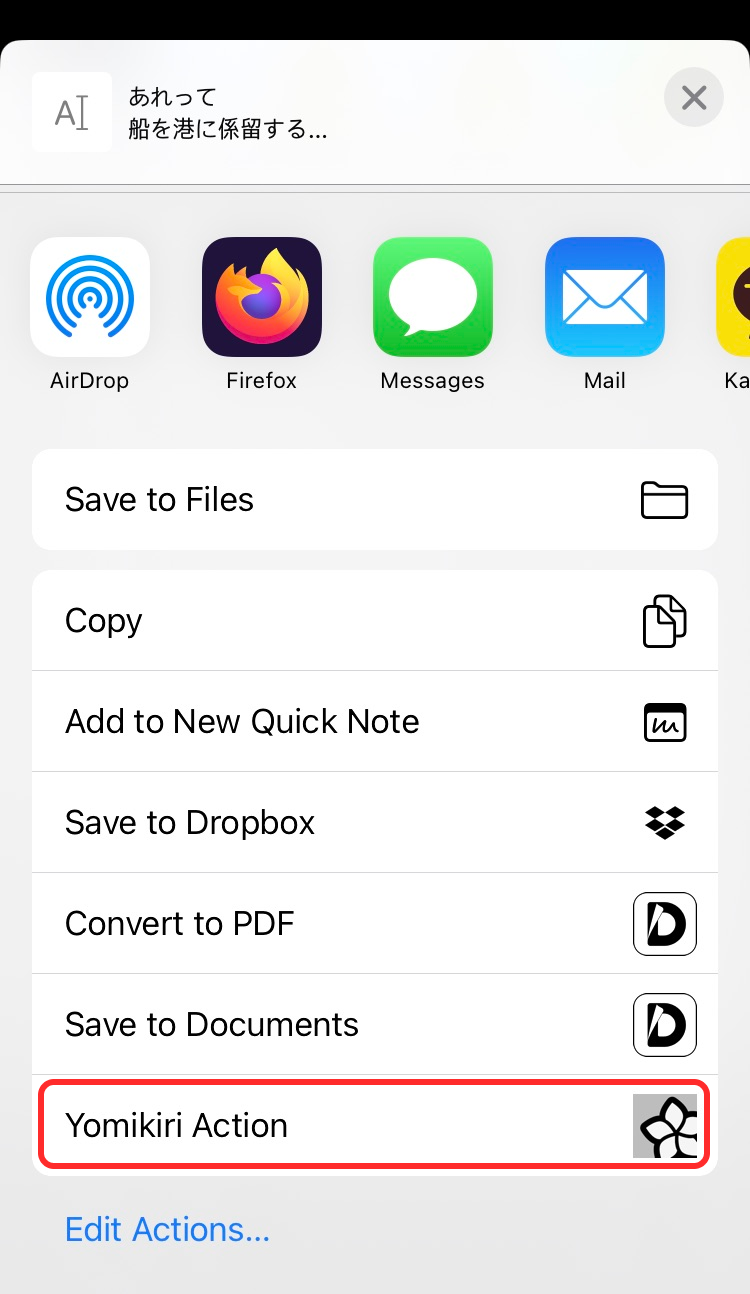 あれって
船を港に係留する...
AirDrop
Firefox
Messages
Mail
Ka
Save to Files
Copy
Add to New Quick Note
Save to Dropbox
Convert to PDF
Save to Documents
Yomikiri Action
Edit Actions...